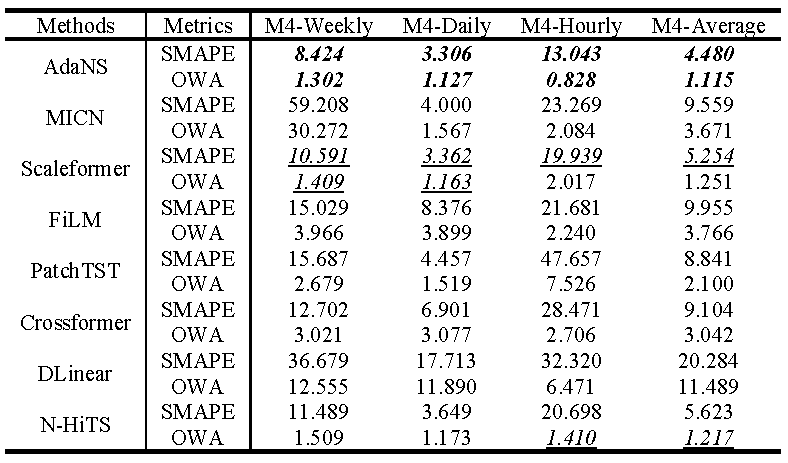 Methods Metrics M4-Weekly M4-Daily M4-Hourly M4-Average
AdaNS SMAPE 8.424 3.306 13.043 4.480
OWA 1.302 1.127 0.828 1.115
MICN SMAPE 59.208 4.000 23.269 9.559
OWA 30.272 1.567 2.084 3.671
Scaleformer SMAPE 10.591 3.362 19.939 5.254
OWA 1.409 1.163 2.017 1.251
FiLM SMAPE 15.029 8.376 21.681 9.955
OWA 3.966 3.899 2.240 3.766
PatchTST SMAPE 15.687 4.457 47.657 8.841
OWA 2.679 1.519 7.526 2.100
Crossformer SMAPE 12.702 6.901 28.471 9.104
OWA 3.021 3.077 2.706 3.042
DLinear SMAPE 36.679 17.713 32.320 20.284
OWA 12.555 11.890 6.471 11.489
N-HiTS SMAPE 11.489 3.649 20.698 5.623
OWA 1.509 1.173 1.410 1.217